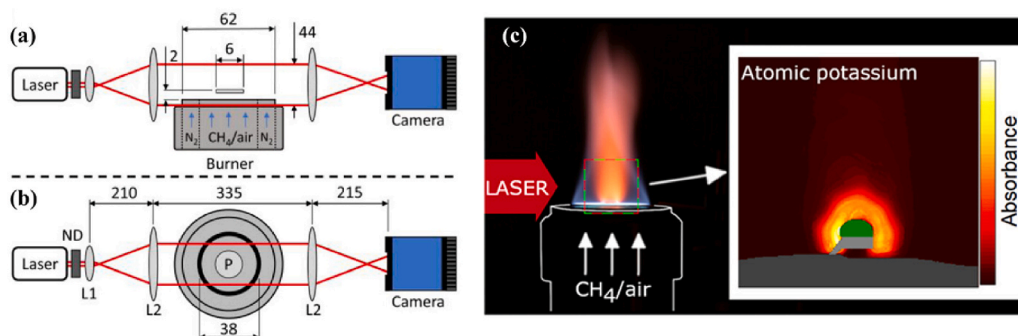 (a)
62
2
6
44
Laser
N2
CH4/air
N2
Burner
Camera
(b)
210
335
215
ND
Laser
P
L1
L2
L2
38
Camera
(c)
LASER
CH4/air
Atomic potassium
Absorbance